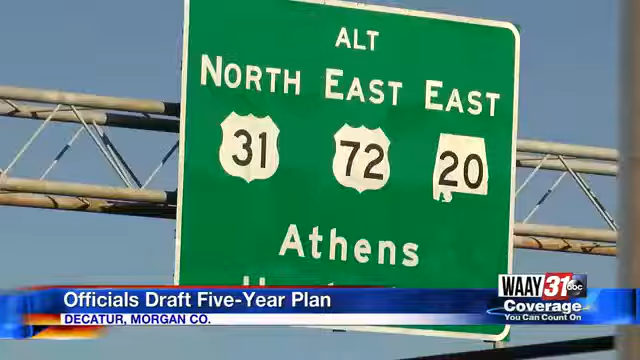 ALT
NORTH EAST EAST
31 72 20
Athens
Officials Draft Five-Year Plan
DECATUR, MORGAN CO.
WAAY 31 abc
Coverage
You Can Count On